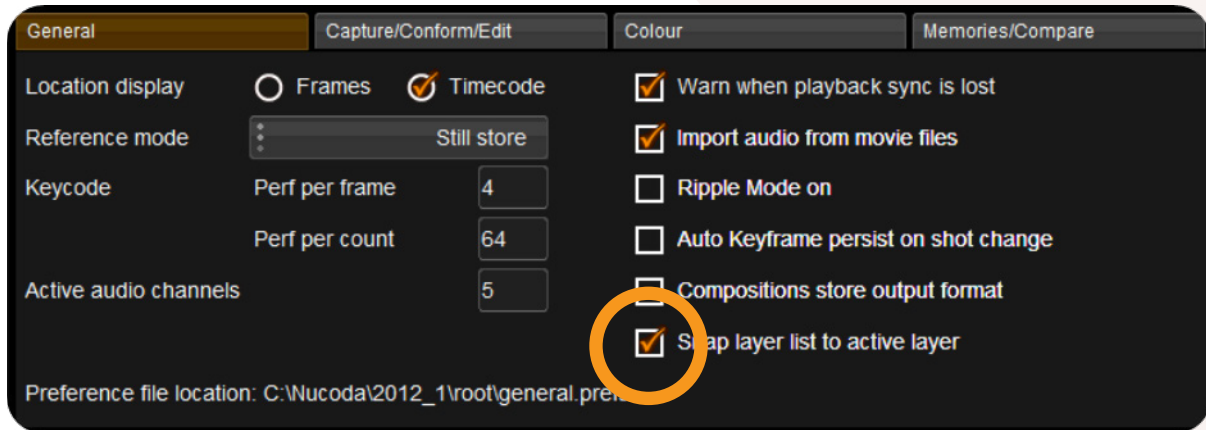 General Capture/Conform/Edit Colour Memories/Compare
Location display Frames Timecode Warn when playback sync is lost
Reference mode Still store Import audio from movie files
Keycode Perf per frame 4 Ripple Mode on
Perf per count 64 Auto Keyframe persist on shot change
Active audio channels 5 Compositions store output format
Snap layer list to active layer
Preference file location: C:\Nucoda\2012_1\root\general.prefs